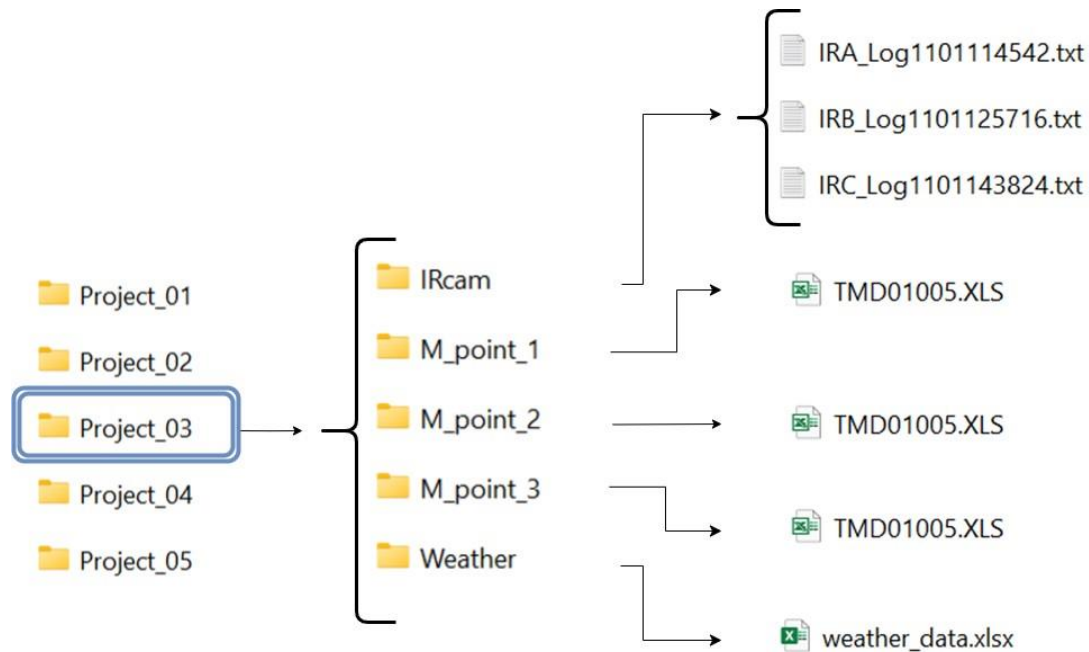 Project_01
Project_02
Project_03
Project_04
Project_05
IRcam
M_point_1
M_point_2
M_point_3
Weather
IRA_Log1101114542.txt
IRB_Log1101125716.txt
IRC_Log1101143824.txt
TMD01005.XLS
TMD01005.XLS
TMD01005.XLS
weather_data.xlsx